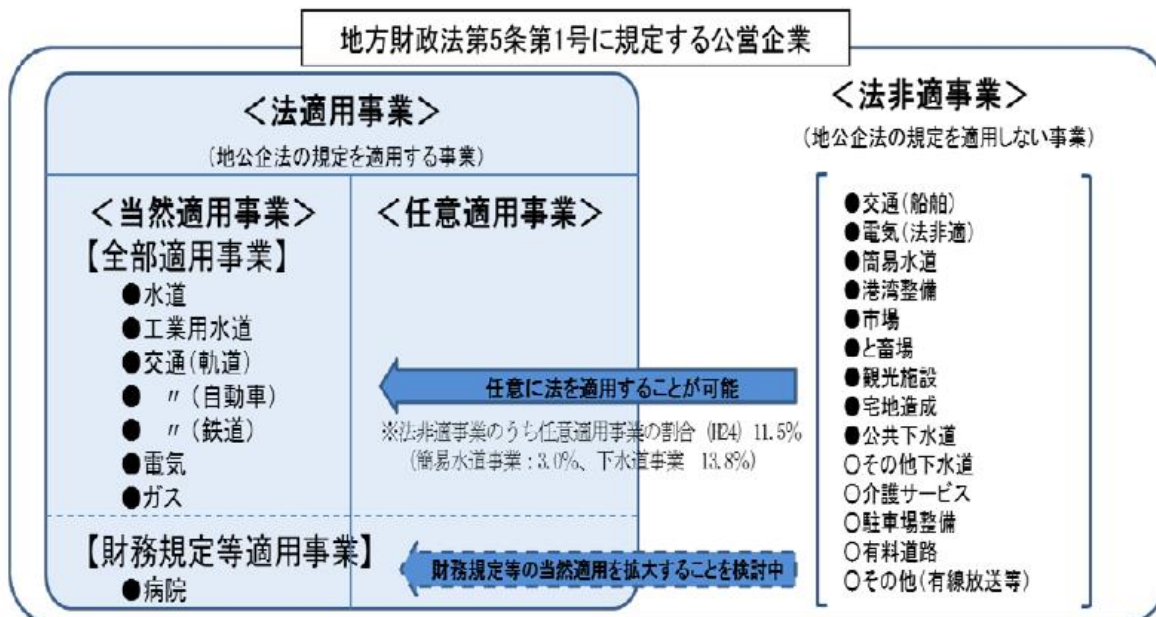 地方財政法第5条第1号に規定する公営企業
＜法適用事業＞
(地公企法の規定を適用する事業)
＜当然適用事業＞
【全部適用事業】
●水道
●工業用水道
●交通(軌道)
●　〃(自動車)
●　〃(鉄道)
●電気
●ガス
【財務規定等適用事業】
●病院
＜任意適用事業＞
任意に法を適用することが可能
※法非適事業のうち任意適用事業の割合 (H24) 11.5%
(簡易水道事業：3.0%、下水道事業　13.8%)
財務規定等の当然適用を拡大することを検討中
＜法非適事業＞
(地公企法の規定を適用しない事業)
●交通(船舶)
●電気(法非適)
●簡易水道
●港湾整備
●市場
●と畜場
●観光施設
●宅地造成
●公共下水道
○その他下水道
○介護サービス
○駐車場整備
○有料道路
○その他(有線放送等)